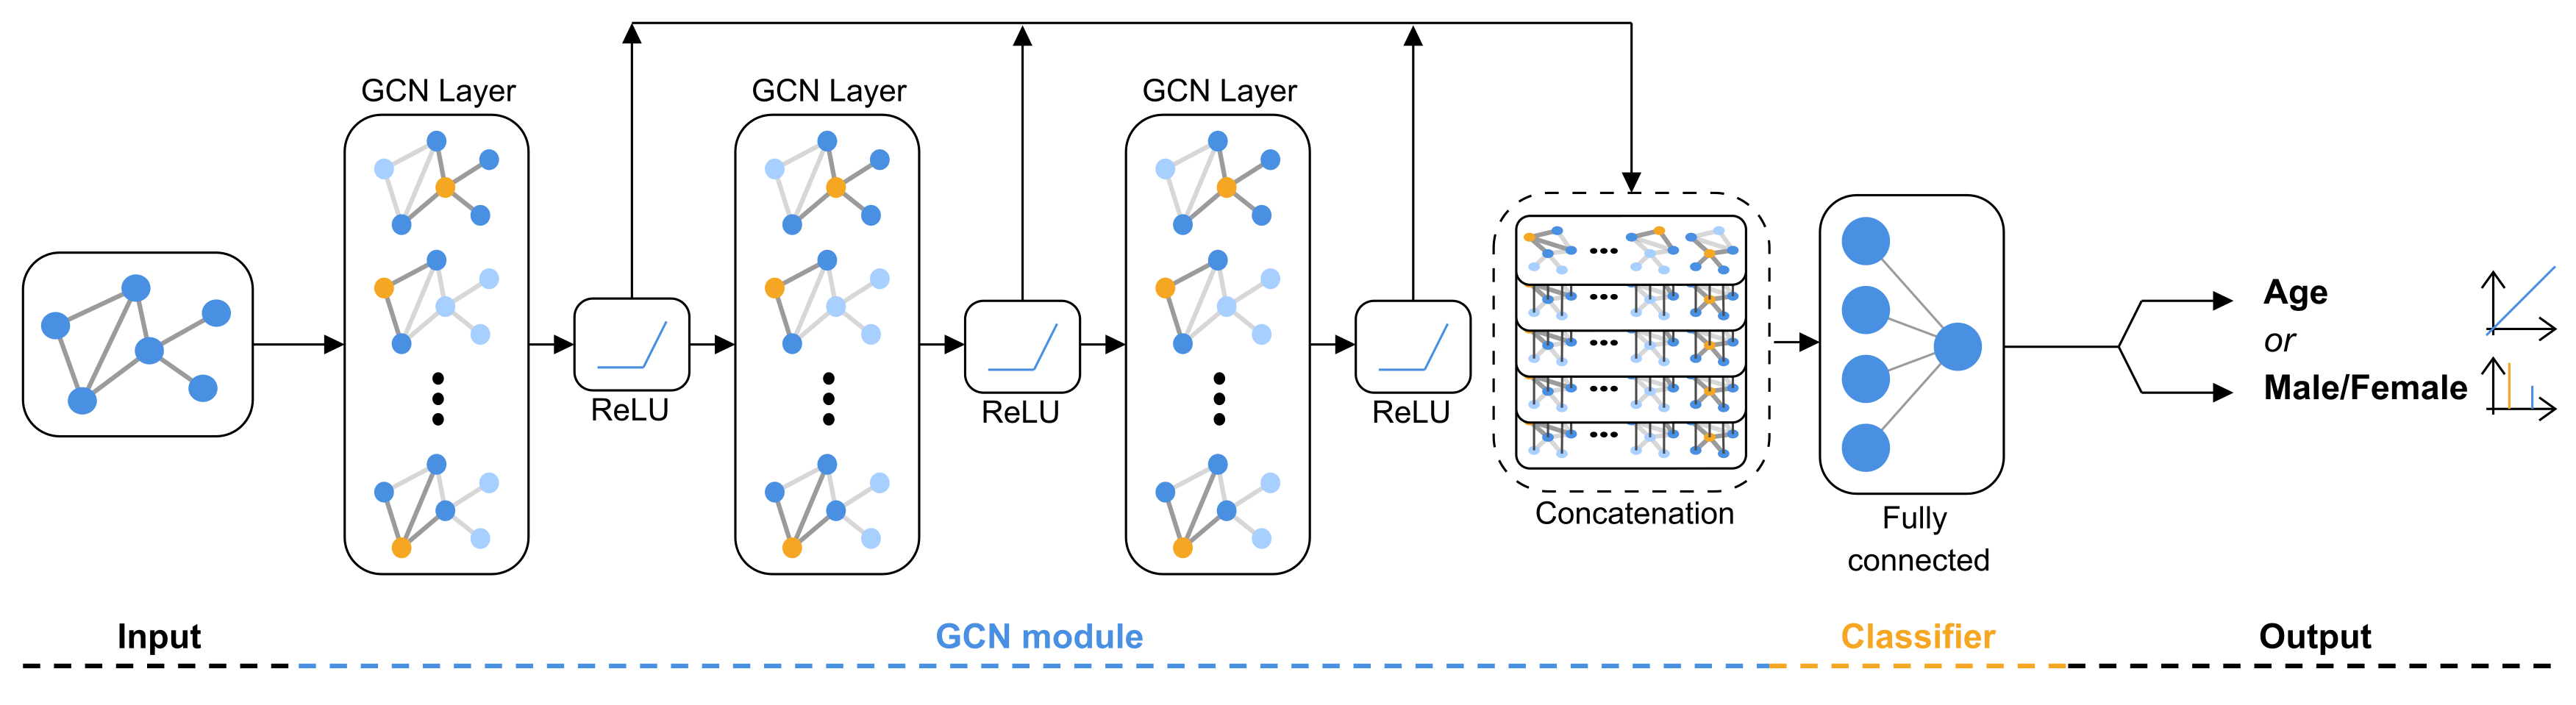 GCN Layer
GCN Layer
GCN Layer
ReLU
ReLU
ReLU
Concatenation
Fully
connected
Age
or
Male/Female
Input
GCN module
Classifier
Output